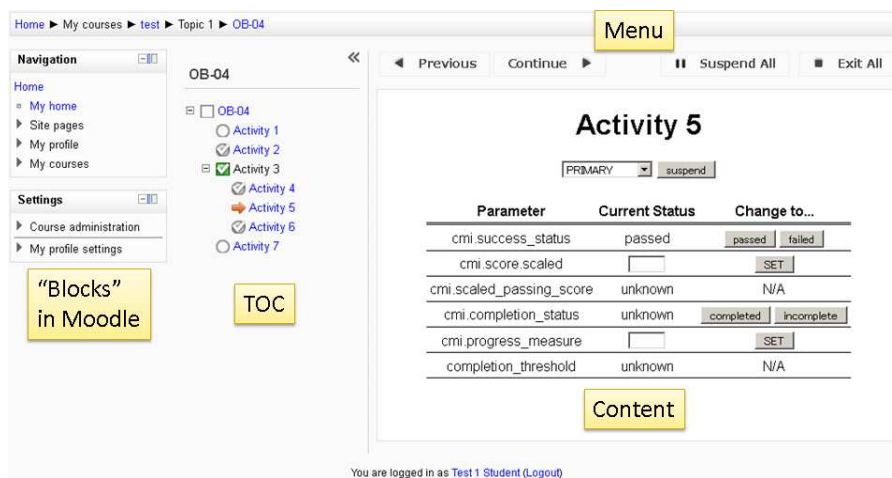 Home ► My courses ► test ► Topic 1 ► OB-04
Menu
Navigation
Home
My home
Site pages
My profile
My courses
Settings
Course administration
My profile settings
“Blocks”
in Moodle
OB-04
OB-04
Activity 1
Activity 2
Activity 3
Activity 4
Activity 5
Activity 6
Activity 7
TOC
Previous Continue Suspend All Exit All
Activity 5
PRIMARY suspend
Parameter Current Status Change to...
cmi.success_status passed passed failed
cmi.score.scaled SET
cmi.scaled_passing_score unknown N/A
cmi.completion_status unknown completed incomplete
cmi.progress_measure SET
completion_threshold unknown N/A
Content
You are logged in as Test 1 Student (Logout)